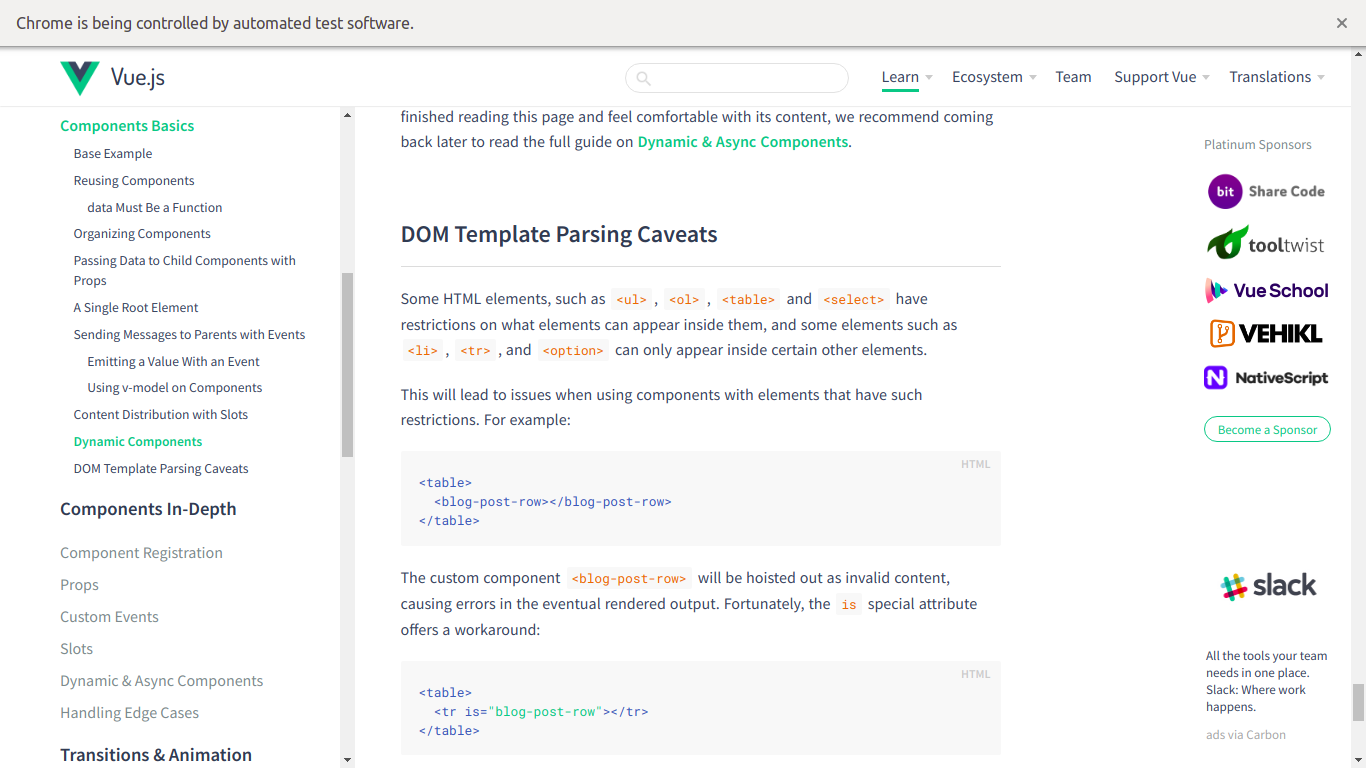 Chrome is being controlled by automated test software.
Vue.js
Learn
Ecosystem
Team
Support Vue
Translations
Components Basics
Base Example
Reusing Components
data Must Be a Function
Organizing Components
Passing Data to Child Components with
Props
A Single Root Element
Sending Messages to Parents with Events
Emitting a Value With an Event
Using v-model on Components
Content Distribution with Slots
Dynamic Components
DOM Template Parsing Caveats
Components In-Depth
Component Registration
Props
Custom Events
Slots
Dynamic & Async Components
Handling Edge Cases
Transitions & Animation
finished reading this page and feel comfortable with its content, we recommend coming
back later to read the full guide on Dynamic & Async Components.
DOM Template Parsing Caveats
Some HTML elements, such as <ul> , <ol> , <table> and <select> have
restrictions on what elements can appear inside them, and some elements such as
<li> , <tr> , and <option> can only appear inside certain other elements.
This will lead to issues when using components with elements that have such
restrictions. For example:
HTML
<table>
<blog-post-row></blog-post-row>
</table>
The custom component <blog-post-row> will be hoisted out as invalid content,
causing errors in the eventual rendered output. Fortunately, the is special attribute
offers a workaround:
HTML
<table>
<tr is="blog-post-row"></tr>
</table>
Platinum Sponsors
bit Share Code
tooltwist
Vue School
VEHIKL
NativeScript
Become a Sponsor
slack
All the tools your team
needs in one place.
Slack: Where work
happens.
ads via Carbon